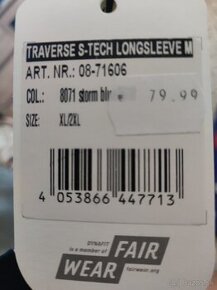 TRAVERSE S-TECH LONGSLEEVE M
ART. NR.: 08-71606
COL.: 8071 storm
79.99
SIZE: XL/2XL
4 053866 447713
DYNAFIT
is a member of
FAIR
WEAR
fairwear.org